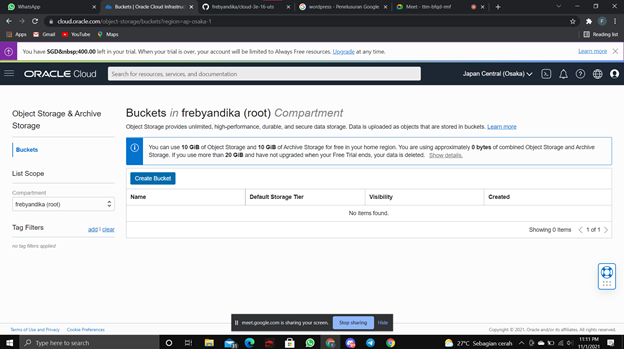 WhatsApp
Buckets | Oracle Cloud Infrastruc
frebyandika/cloud-3e-16-uts
wordpress - Penelusuran Google
Meet - ttm-bfqd-mnf
cloud.oracle.com/object-storage/buckets?region=ap-osaka-1
Apps
Gmail
YouTube
Maps
Reading list
You have SGD&nbsp;400.00 left in your trial. When your trial is over, your account will be limited to Always Free resources. Upgrade at any time.
Learn more
ORACLE Cloud
Search for resources, services, and documentation
Japan Central (Osaka)
Object Storage & Archive
Storage
Buckets
List Scope
Compartment
frebyandika (root)
Tag Filters
add | clear
no tag filters applied
Buckets in frebyandika (root) Compartment
Object Storage provides unlimited, high-performance, durable, and secure data storage. Data is uploaded as objects that are stored in buckets. Learn more
You can use 10 GiB of Object Storage and 10 GiB of Archive Storage for free in your home region. You are using approximately 0 bytes of combined Object Storage and Archive
Storage. If you use more than 20 GiB and have not upgraded when your Free Trial ends, your data is deleted. Show details.
Create Bucket
Name
Default Storage Tier
Visibility
Created
No items found.
Showing 0 items
1 of 1
meet.google.com is sharing your screen.
Stop sharing
Hide
Terms of Use and Privacy
Cookie Preferences
Copyright © 2021, Oracle and/or its affiliates. All rights reserved.
Type here to search
27°C Sebagian cerah
11:11 PM
11/1/2021